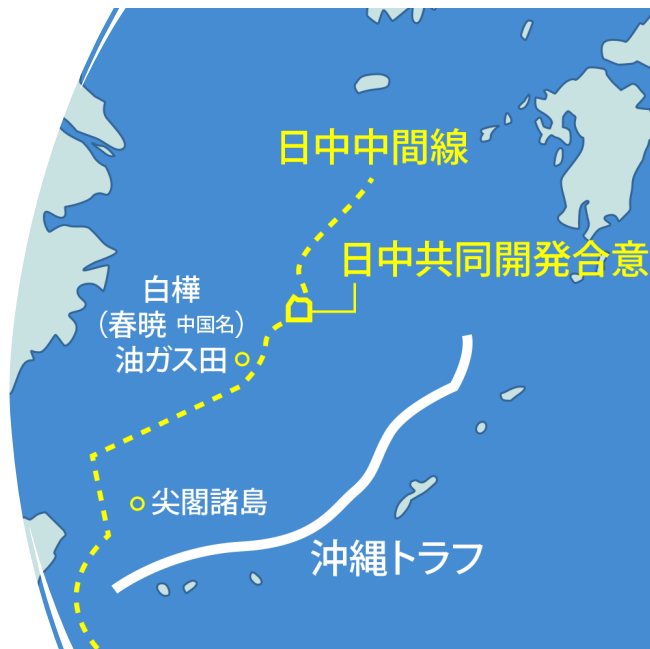 日中中間線
日中共同開発合意
白樺
（春暁 中国名）
油ガス田
尖閣諸島
沖縄トラフ